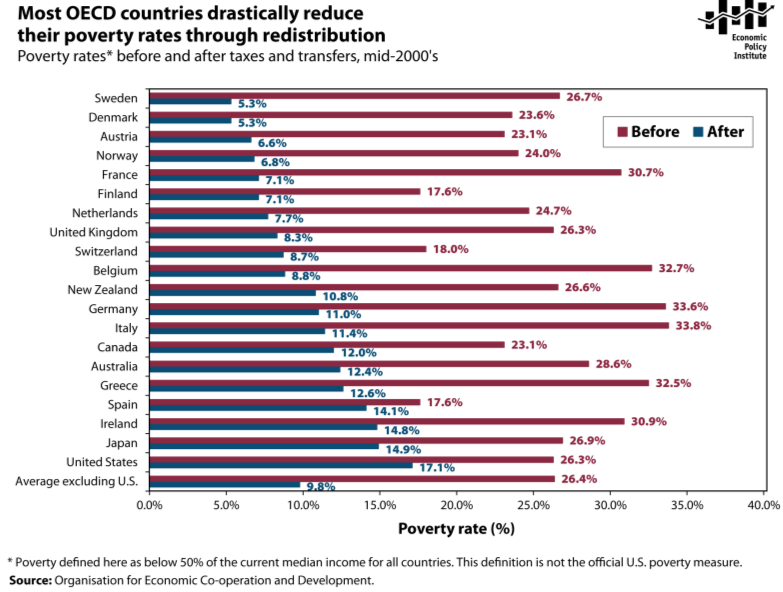 Most OECD countries drastically reduce
their poverty rates through redistribution
Poverty rates* before and after taxes and transfers, mid-2000's
Economic
Policy
Institute
Before After
Sweden 26.7%
5.3%
Denmark 23.6%
5.3%
Austria 23.1%
6.6%
Norway 24.0%
6.8%
France 30.7%
7.1%
Finland 17.6%
7.1%
Netherlands 24.7%
7.7%
United Kingdom 26.3%
8.3%
Switzerland 18.0%
8.7%
Belgium 32.7%
8.8%
New Zealand 26.6%
10.8%
Germany 33.6%
11.0%
Italy 33.8%
11.4%
Canada 23.1%
12.0%
Australia 28.6%
12.4%
Greece 32.5%
12.6%
Spain 17.6%
14.1%
Ireland 30.9%
14.8%
Japan 26.9%
14.9%
United States 26.3%
17.1%
Average excluding U.S. 26.4%
9.8%
0.0% 5.0% 10.0% 15.0% 20.0% 25.0% 30.0% 35.0% 40.0%
Poverty rate (%)
* Poverty defined here as below 50% of the current median income for all countries. This definition is not the official U.S. poverty measure.
Source: Organisation for Economic Co-operation and Development.